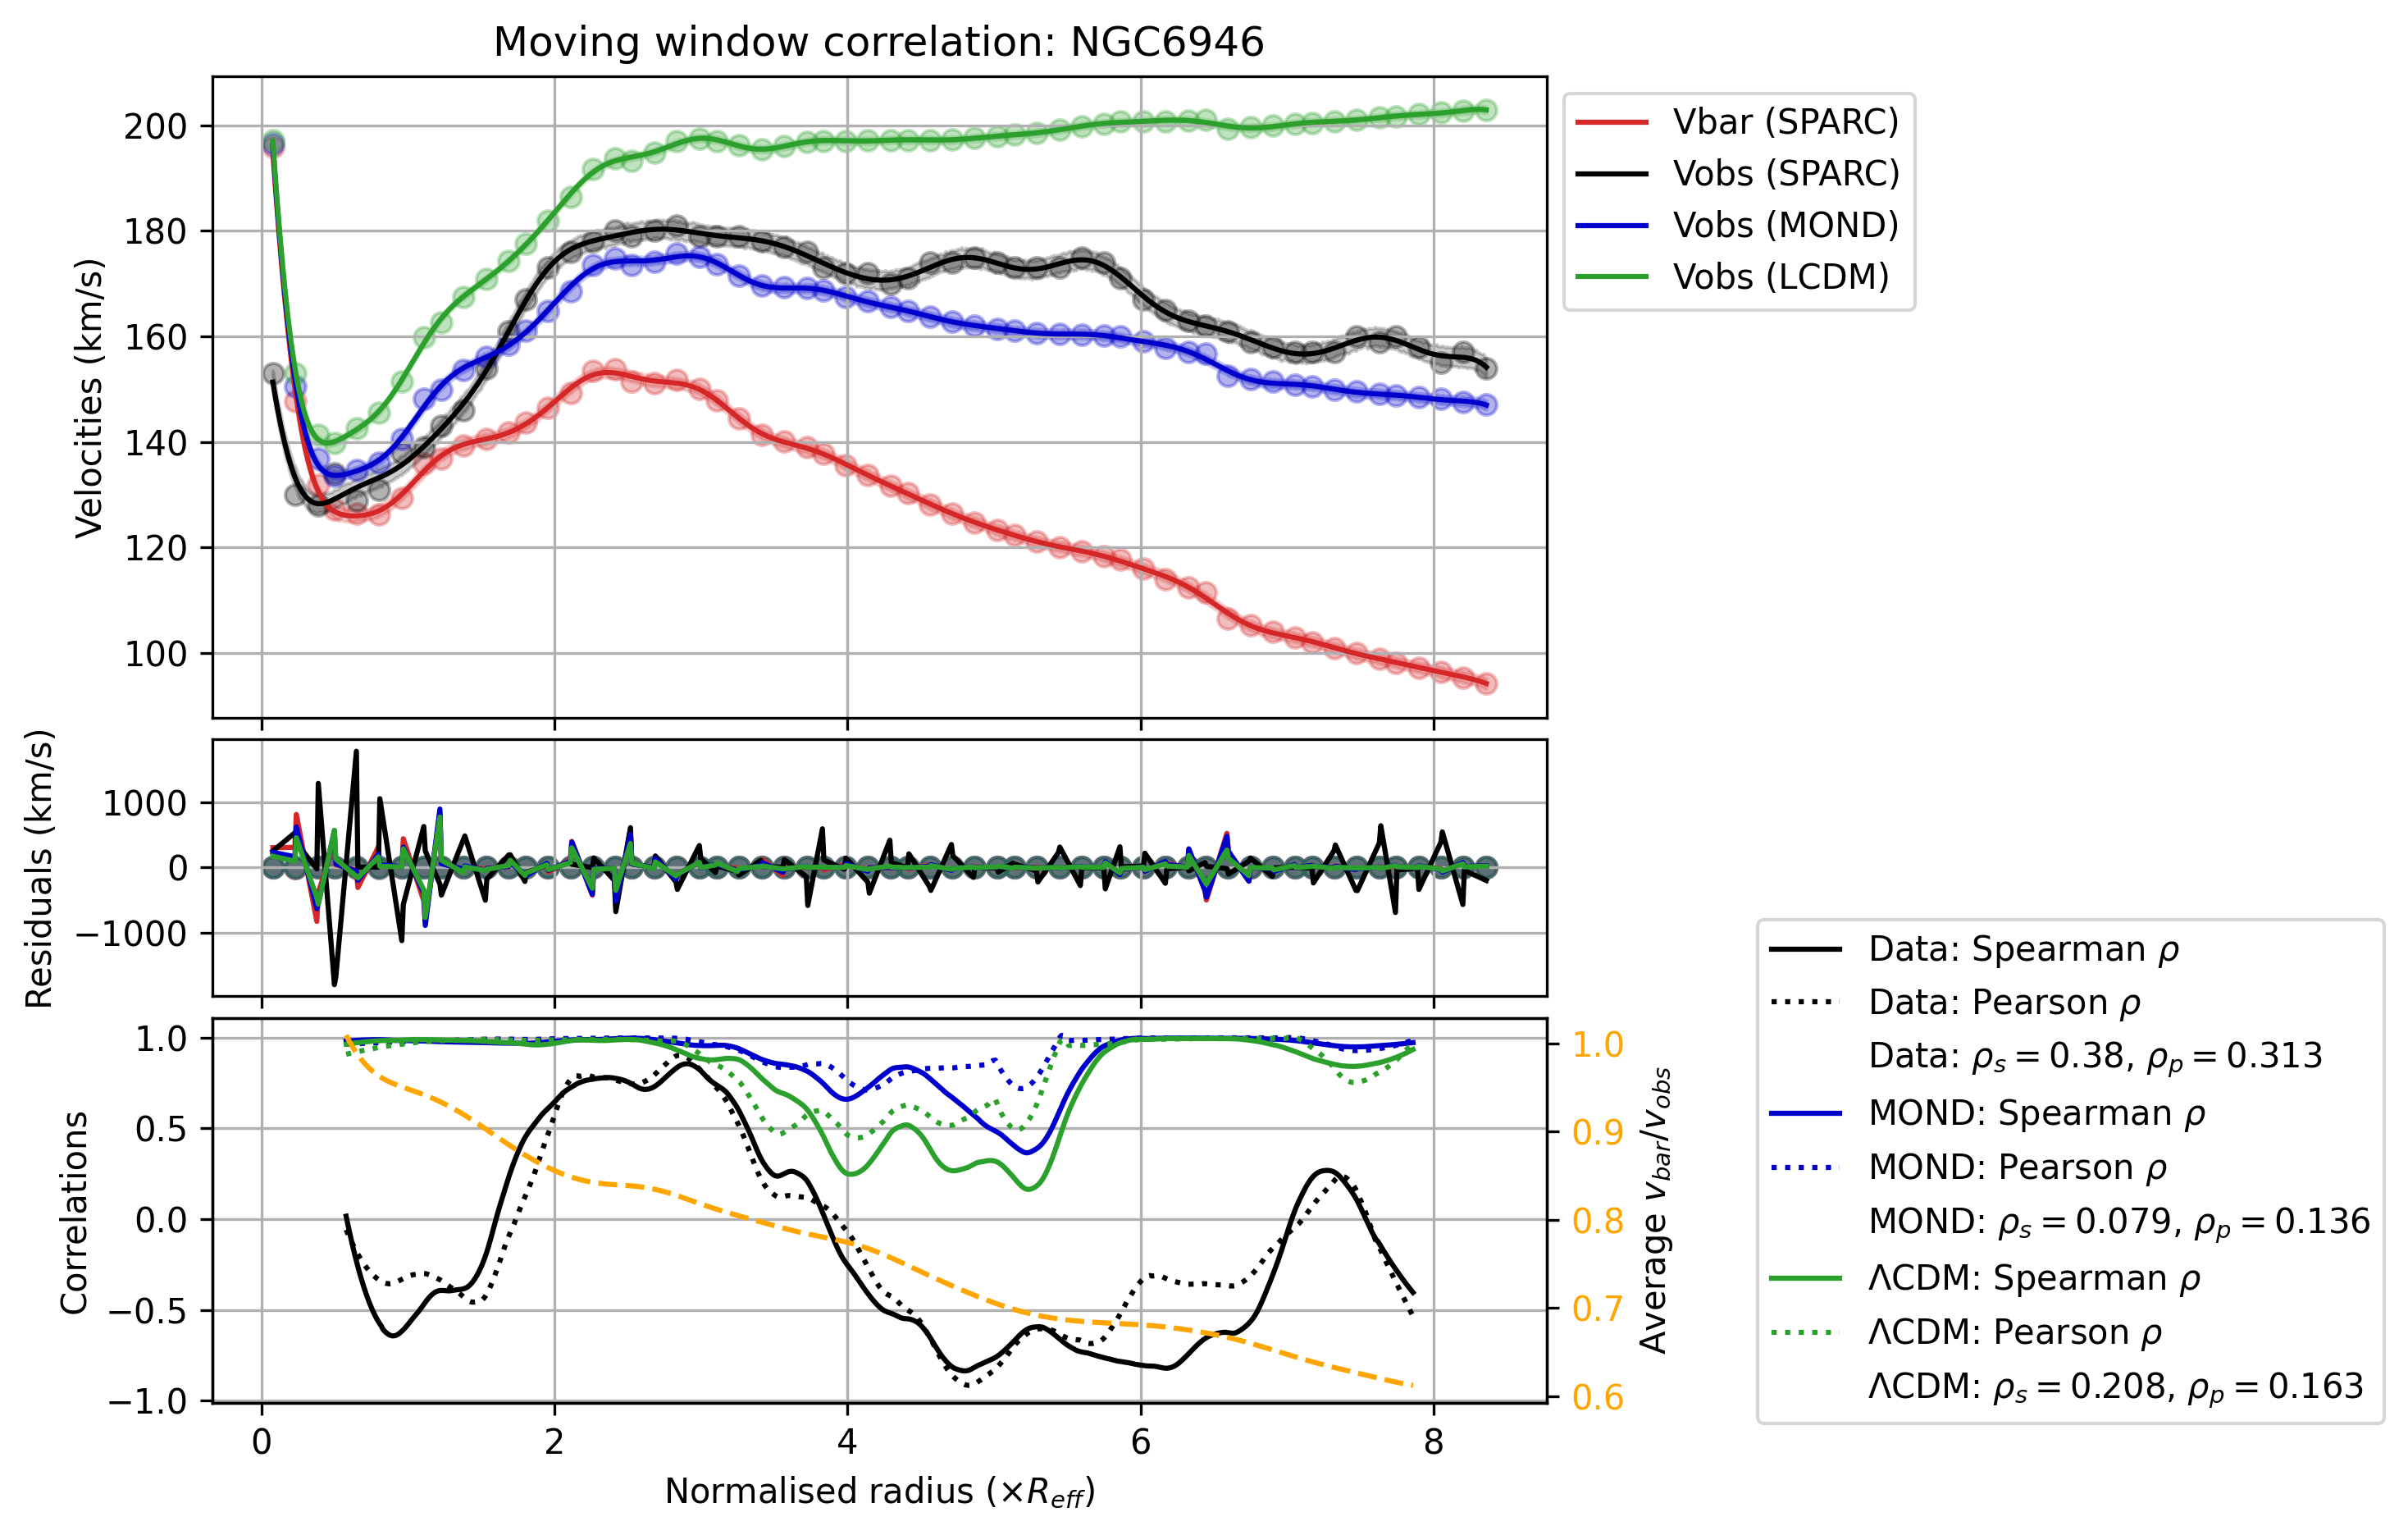 Moving window correlation: NGC6946
200
180
160
140
120
100
Velocities (km/s)
Vbar (SPARC)
Vobs (SPARC)
Vobs (MOND)
Vobs (LCDM)
1000
0
−1000
Residuals (km/s)
1.0
0.5
0.0
−0.5
−1.0
Correlations
1.0
0.9
0.8
0.7
0.6
Average v_bar/v_obs
0 2 4 6 8
Normalised radius (×R_eff)
Data: Spearman ρ
Data: Pearson ρ
Data: ρ_s = 0.38, ρ_p = 0.313
MOND: Spearman ρ
MOND: Pearson ρ
MOND: ρ_s = 0.079, ρ_p = 0.136
ΛCDM: Spearman ρ
ΛCDM: Pearson ρ
ΛCDM: ρ_s = 0.208, ρ_p = 0.163